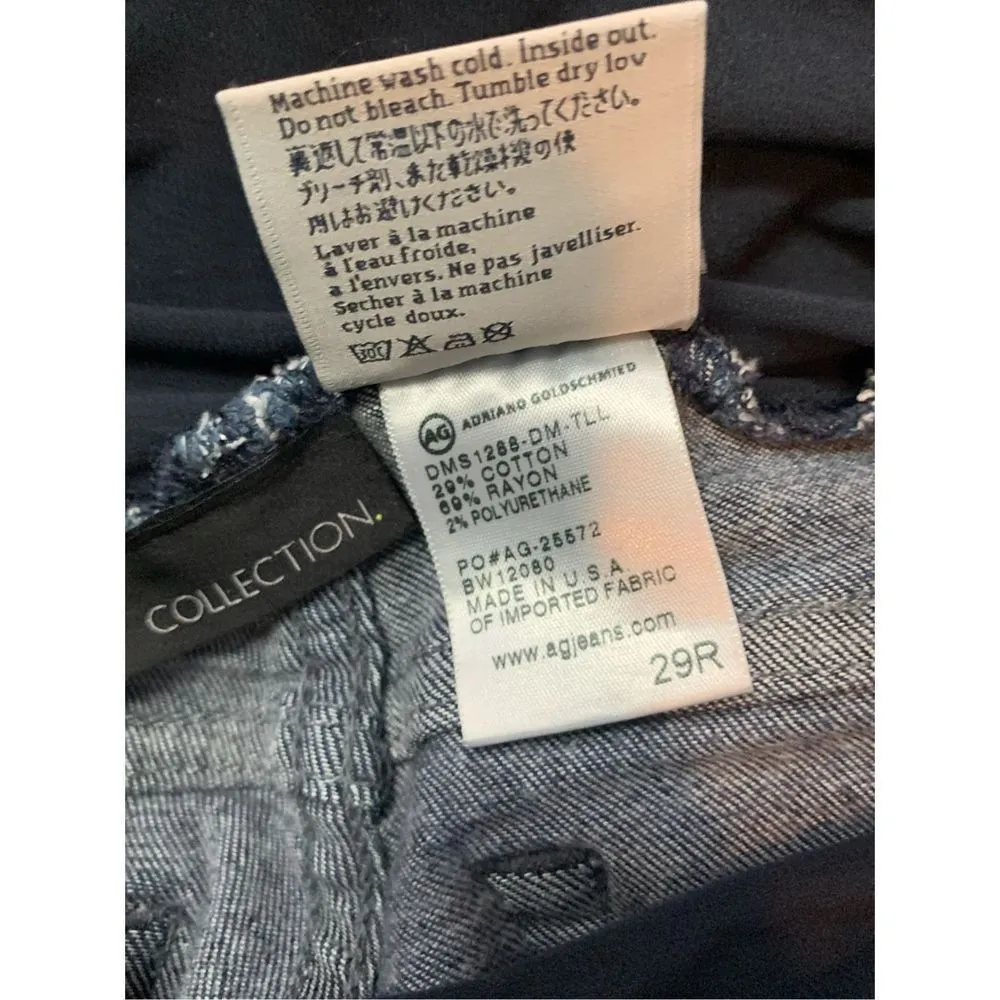 Machine wash cold. Inside out.
Do not bleach. Tumble dry low
裏返して常温以下の水で洗ってください。
ブリーチ剤、また乾燥機の使
用はお避けください。
Laver à la machine
à l'eau froide,
a l'envers. Ne pas javelliser.
Secher à la machine
cycle doux.
30C
AG ADRIANO GOLDSCHMIED
DMS1288-DM-TLL
29% COTTON
69% RAYON
2% POLYURETHANE
PO#AG-25572
BW12080
MADE IN U.S.A.
OF IMPORTED FABRIC
www.agjeans.com
29R
COLLECTION.